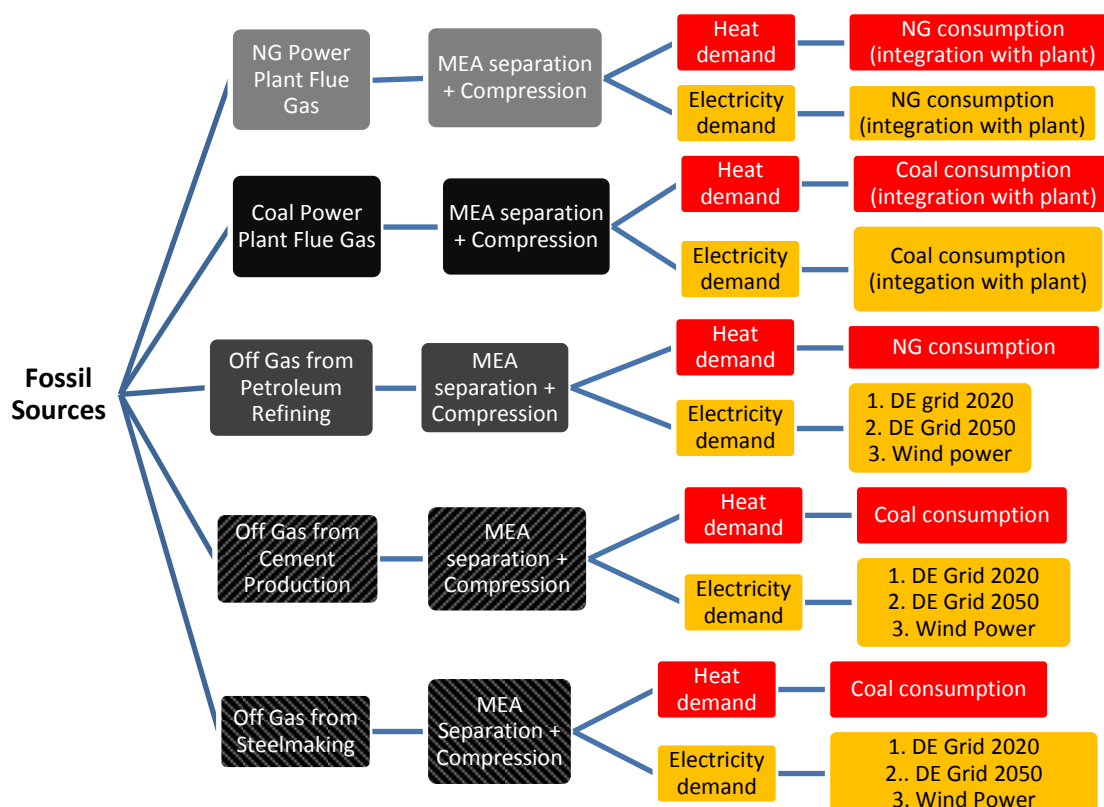 Fossil
Sources
NG Power
Plant Flue
Gas
MEA separation
+ Compression
Heat
demand
NG consumption
(integration with plant)
Electricity
demand
NG consumption
(integration with plant)
Coal Power
Plant Flue Gas
MEA separation
+ Compression
Heat
demand
Coal consumption
(integration with plant)
Electricity
demand
Coal consumption
(integation with plant)
Off Gas from
Petroleum
Refining
MEA
separation +
Compression
Heat
demand
NG consumption
Electricity
demand
1. DE grid 2020
2. DE Grid 2050
3. Wind power
Off Gas from
Cement
Production
MEA
separation +
Compression
Heat
demand
Coal consumption
Electricity
demand
1. DE Grid 2020
2. DE Grid 2050
3. Wind Power
Off Gas from
Steelmaking
MEA
Separation +
Compression
Heat
demand
Coal consumption
Electricity
demand
1. DE Grid 2020
2.. DE Grid 2050
3. Wind Power